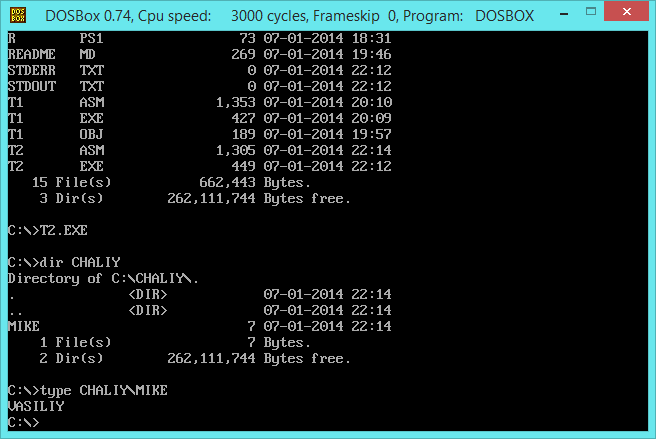 DOS
BOX
DOSBox 0.74, Cpu speed: 3000 cycles, Frameskip 0, Program: DOSBOX
R PS1 73 07-01-2014 18:31
README MD 269 07-01-2014 19:46
STDERR TXT 0 07-01-2014 22:12
STDOUT TXT 0 07-01-2014 22:12
T1 ASM 1,353 07-01-2014 20:10
T1 EXE 427 07-01-2014 20:09
T1 OBJ 189 07-01-2014 19:57
T2 ASM 1,305 07-01-2014 22:14
T2 EXE 449 07-01-2014 22:12
15 File(s) 662,443 Bytes.
3 Dir(s) 262,111,744 Bytes free.
C:\>T2.EXE
C:\>dir CHALIY
Directory of C:\CHALIY\.
. <DIR> 07-01-2014 22:14
.. <DIR> 07-01-2014 22:14
MIKE 7 07-01-2014 22:14
1 File(s) 7 Bytes.
2 Dir(s) 262,111,744 Bytes free.
C:\>type CHALIY\MIKE
VASILIY
C:\>